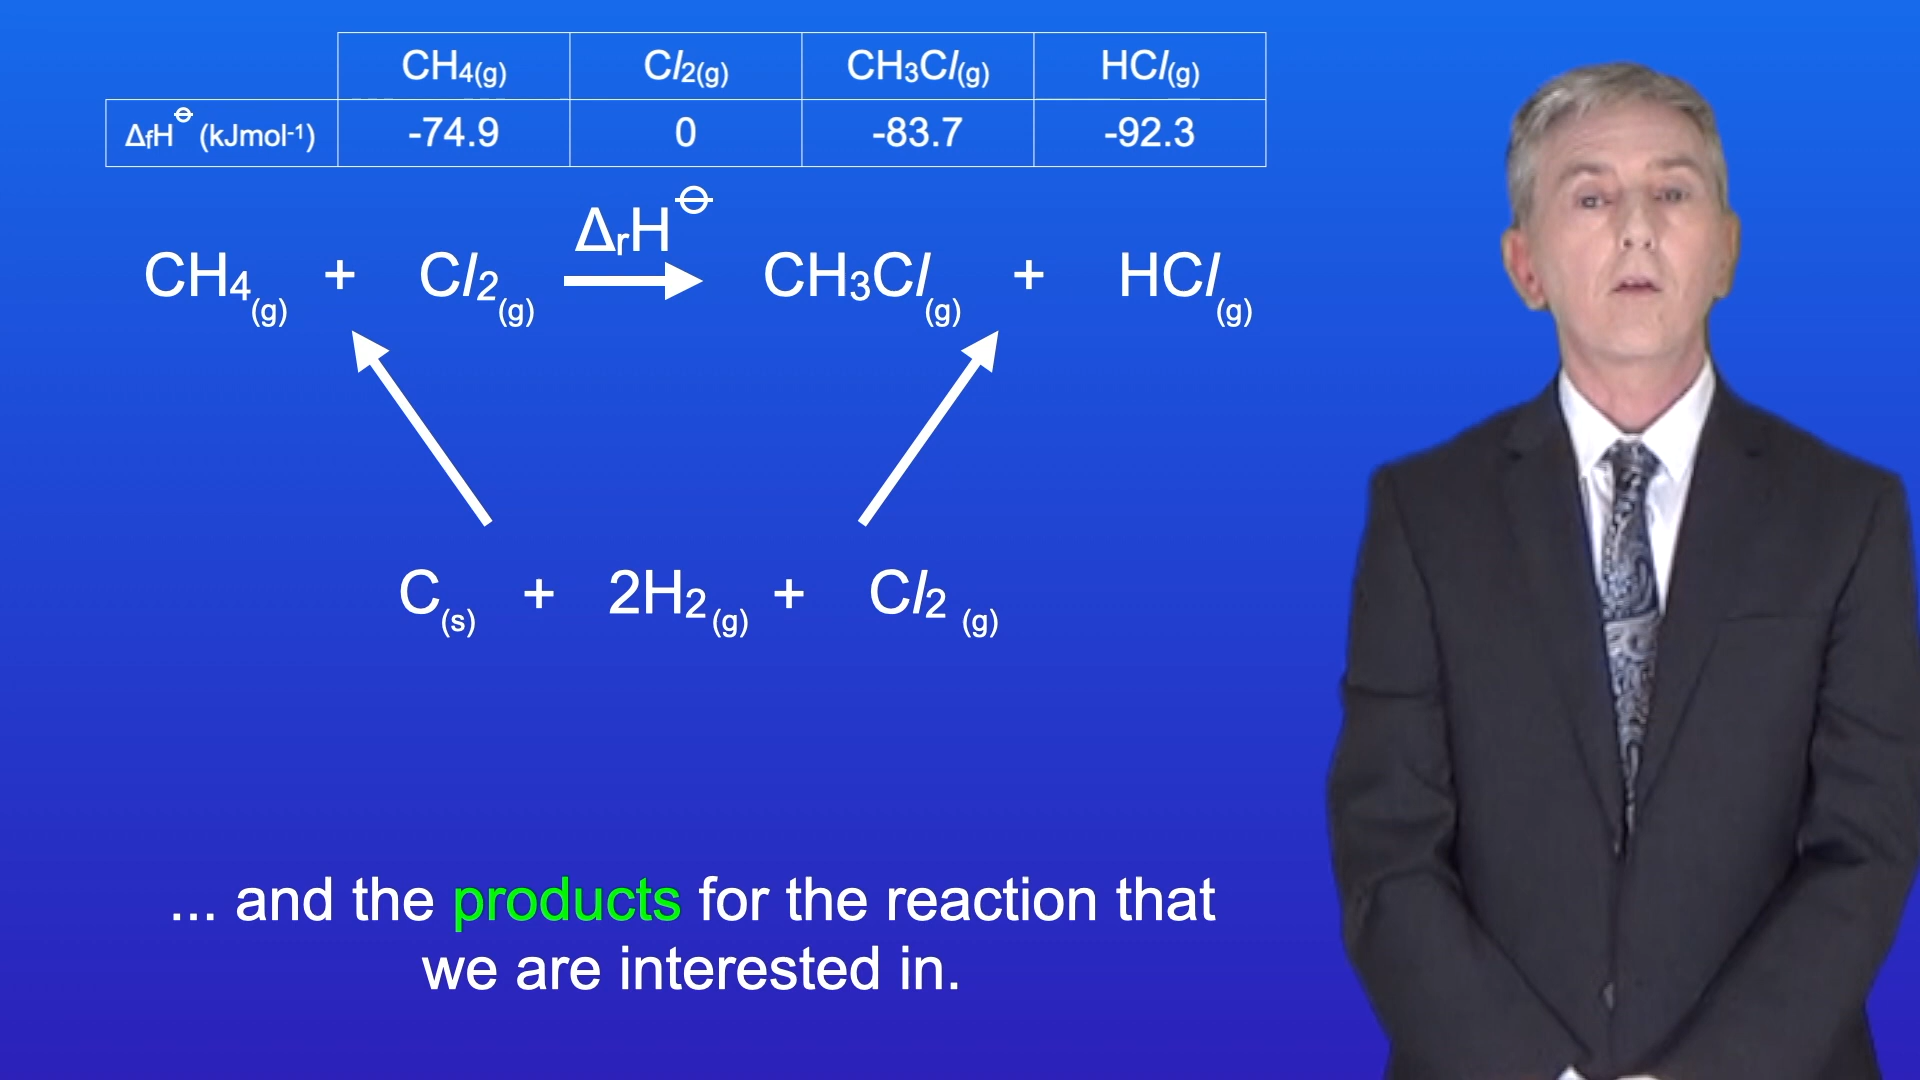 CH4(g) Cl2(g) CH3Cl(g) HCl(g)
ΔfH⦵ (kJmol-1) -74.9 0 -83.7 -92.3
ΔrH⦵
CH4(g) + Cl2(g) → CH3Cl(g) + HCl(g)
C(s) + 2H2(g) + Cl2 (g)
... and the products for the reaction that
we are interested in.